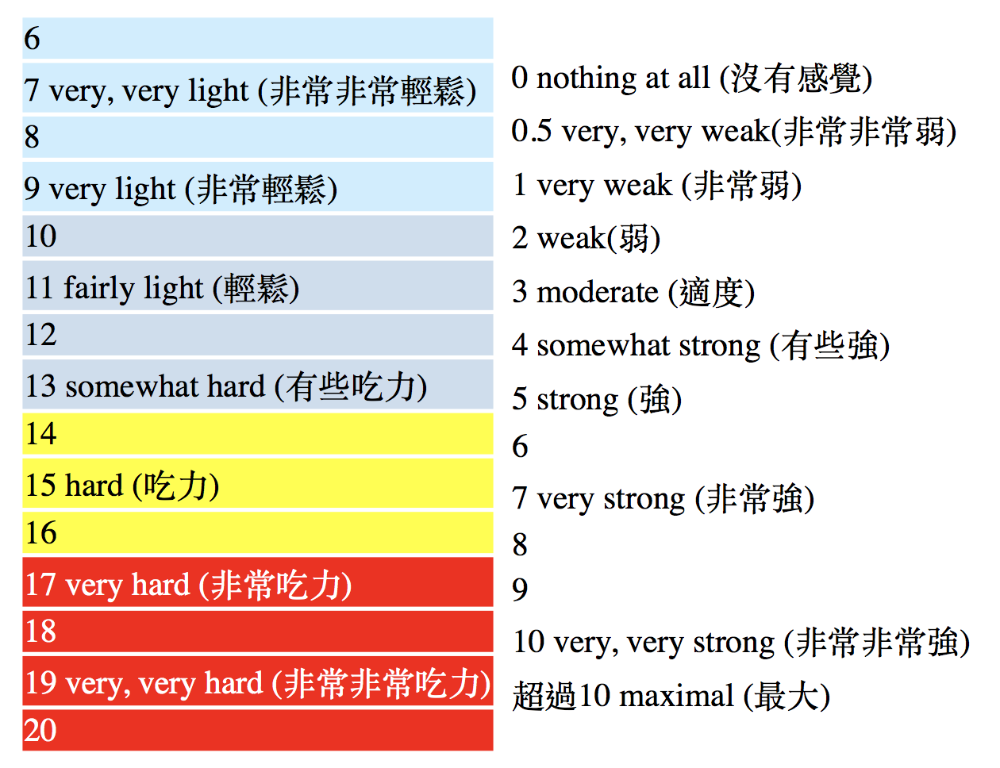 6
7 very, very light (非常非常輕鬆)
8
9 very light (非常輕鬆)
10
11 fairly light (輕鬆)
12
13 somewhat hard (有些吃力)
14
15 hard (吃力)
16
17 very hard (非常吃力)
18
19 very, very hard (非常非常吃力)
20
0 nothing at all (沒有感覺)
0.5 very, very weak(非常非常弱)
1 very weak (非常弱)
2 weak(弱)
3 moderate (適度)
4 somewhat strong (有些強)
5 strong (強)
6
7 very strong (非常強)
8
9
10 very, very strong (非常非常強)
超過10 maximal (最大)